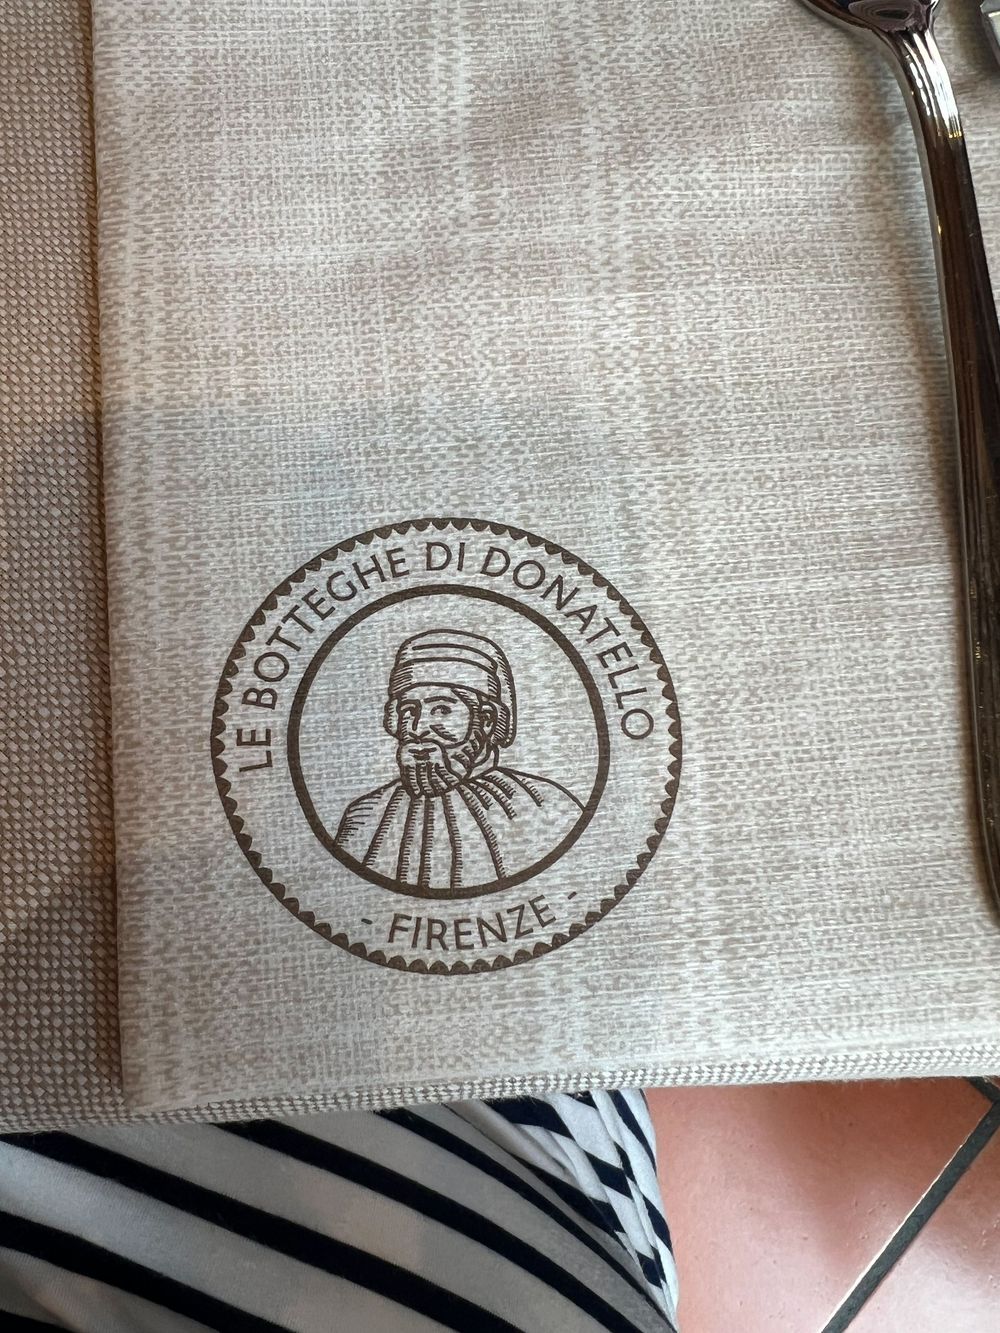 LE BOTTEGHE DI DONATELLO
- FIRENZE -